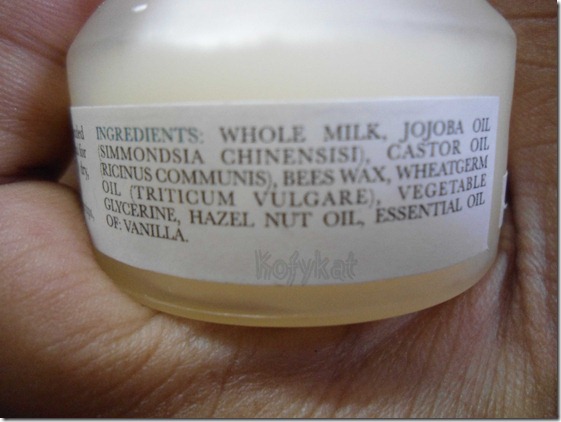 INGREDIENTS: WHOLE MILK, JOJOBA OIL
(SIMMONDSIA CHINENSISI), CASTOR OIL
(RICINUS COMMUNIS), BEES WAX, WHEATGERM
OIL (TRITICUM VULGARE), VEGETABLE
GLYCERINE, HAZEL NUT OIL, ESSENTIAL OIL
OF: VANILLA.
Kofykat